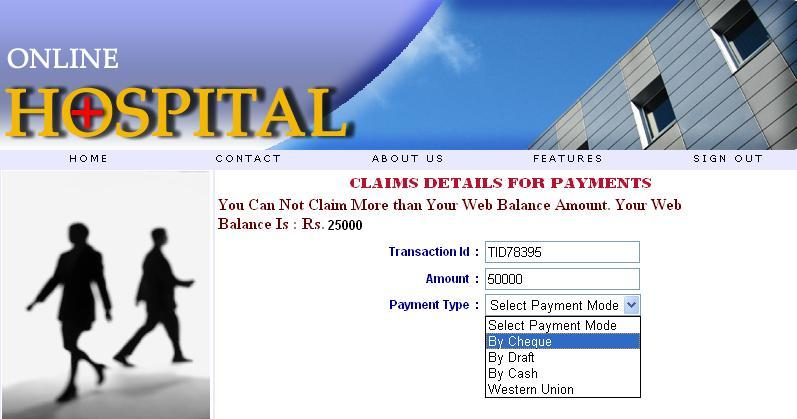 ONLINE
HOSPITAL
HOME CONTACT ABOUT US FEATURES SIGN OUT
CLAIMS DETAILS FOR PAYMENTS
You Can Not Claim More than Your Web Balance Amount. Your Web
Balance Is : Rs. 25000
Transaction Id : TID78395
Amount : 50000
Payment Type : Select Payment Mode
Select Payment Mode
By Cheque
By Draft
By Cash
Western Union